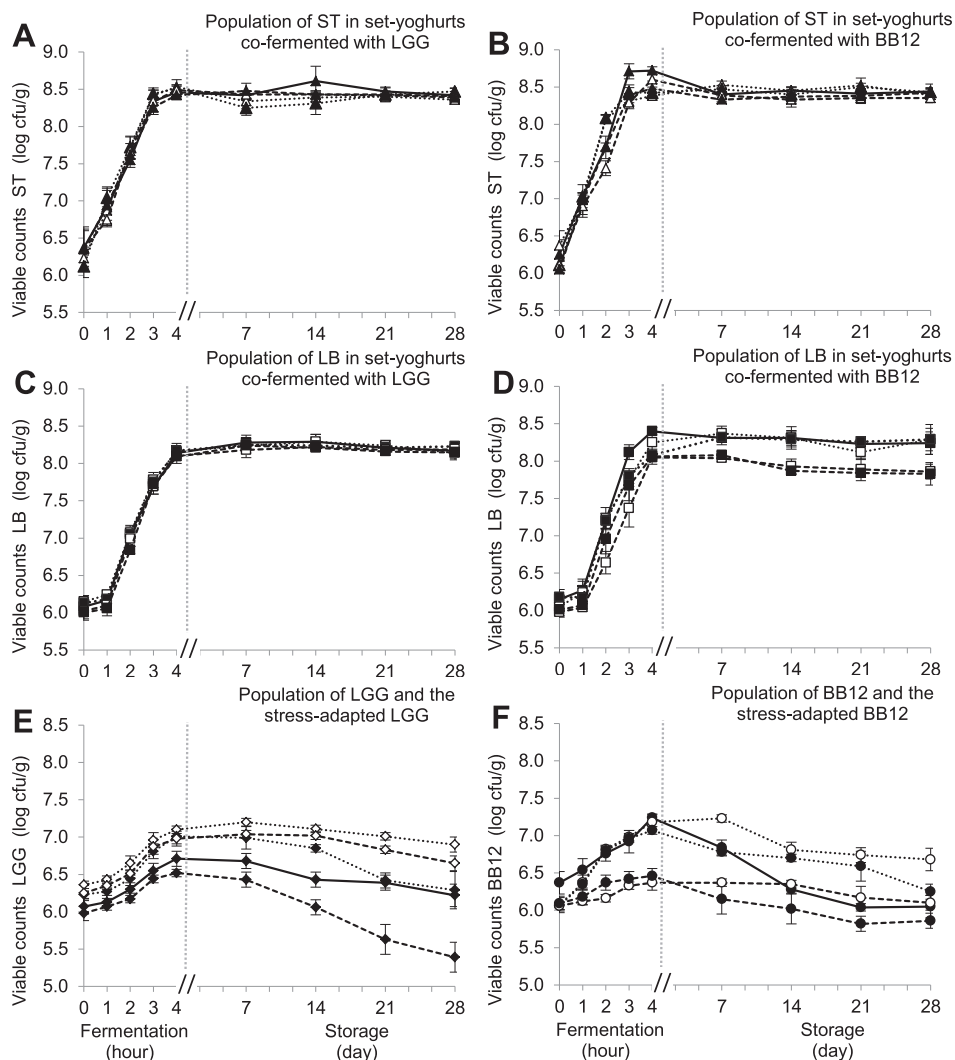 A
Population of ST in set-yoghurts
co-fermented with LGG
Viable counts ST (log cfu/g)
9.0
8.5
8.0
7.5
7.0
6.5
6.0
5.5
0 1 2 3 4 // 7 14 21 28
B
Population of ST in set-yoghurts
co-fermented with BB12
Viable counts ST (log cfu/g)
9.0
8.5
8.0
7.5
7.0
6.5
6.0
5.5
0 1 2 3 4 // 7 14 21 28
C
Population of LB in set-yoghurts
co-fermented with LGG
Viable counts LB (log cfu/g)
9.0
8.5
8.0
7.5
7.0
6.5
6.0
5.5
0 1 2 3 4 // 7 14 21 28
D
Population of LB in set-yoghurts
co-fermented with BB12
Viable counts LB (log cfu/g)
9.0
8.5
8.0
7.5
7.0
6.5
6.0
5.5
0 1 2 3 4 // 7 14 21 28
E
Population of LGG and the
stress-adapted LGG
Viable counts LGG (log cfu/g)
8.5
8.0
7.5
7.0
6.5
6.0
5.5
5.0
0 1 2 3 4 // 7 14 21 28
Fermentation Storage
(hour) (day)
F
Population of BB12 and the
stress-adapted BB12
Viable counts BB12 (log cfu/g)
8.5
8.0
7.5
7.0
6.5
6.0
5.5
5.0
0 1 2 3 4 // 7 14 21 28
Fermentation Storage
(hour) (day)